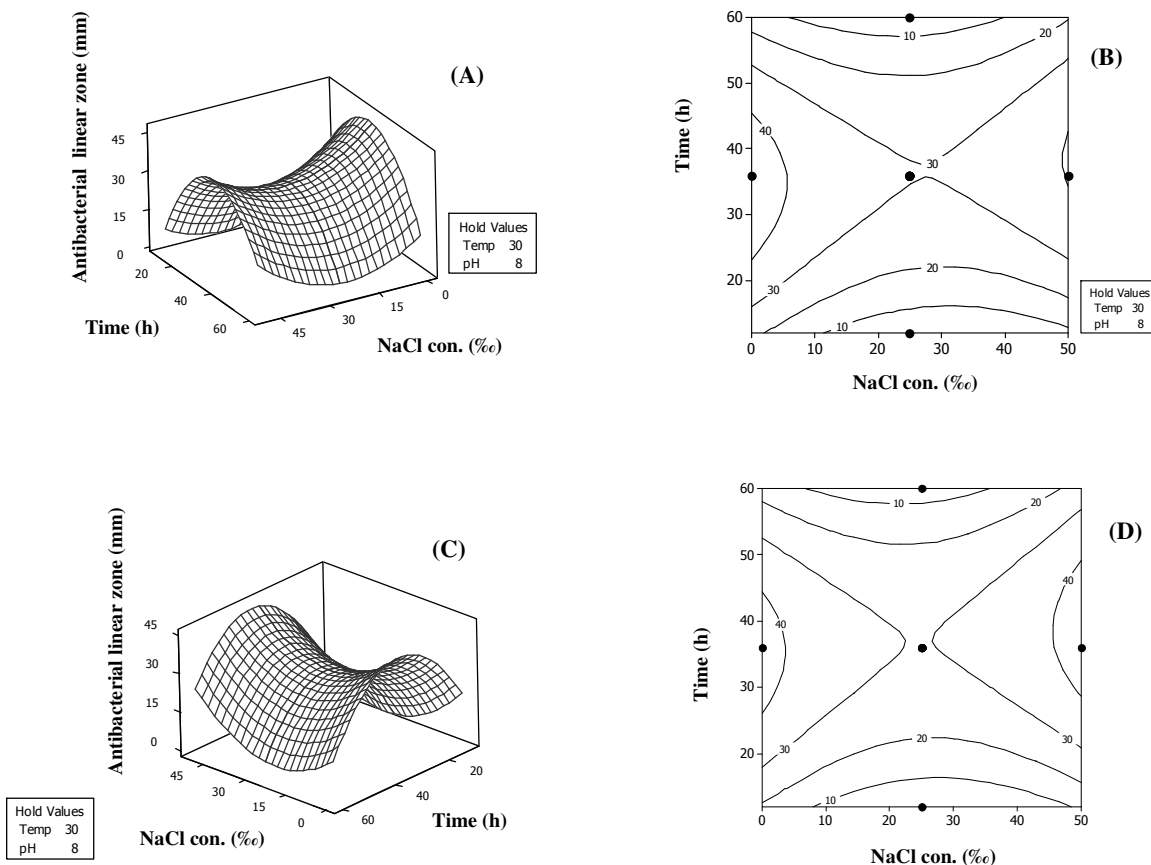 (A)
Antibacterial linear zone (mm)
45
30
15
0
20
40
60
Time (h)
45
30
15
0
NaCl con. (‰)
Hold Values
Temp 30
pH 8
(B)
Time (h)
60
50
40
30
20
0 10 20 30 40 50
NaCl con. (‰)
10
20
40
30
30
20
10
Hold Values
Temp 30
pH 8
(C)
Antibacterial linear zone (mm)
45
30
15
0
45
30
15
0
NaCl con. (‰)
60
40
20
Time (h)
Hold Values
Temp 30
pH 8
(D)
Time (h)
60
50
40
30
20
0 10 20 30 40 50
NaCl con. (‰)
10
20
40
40
30
30
20
10